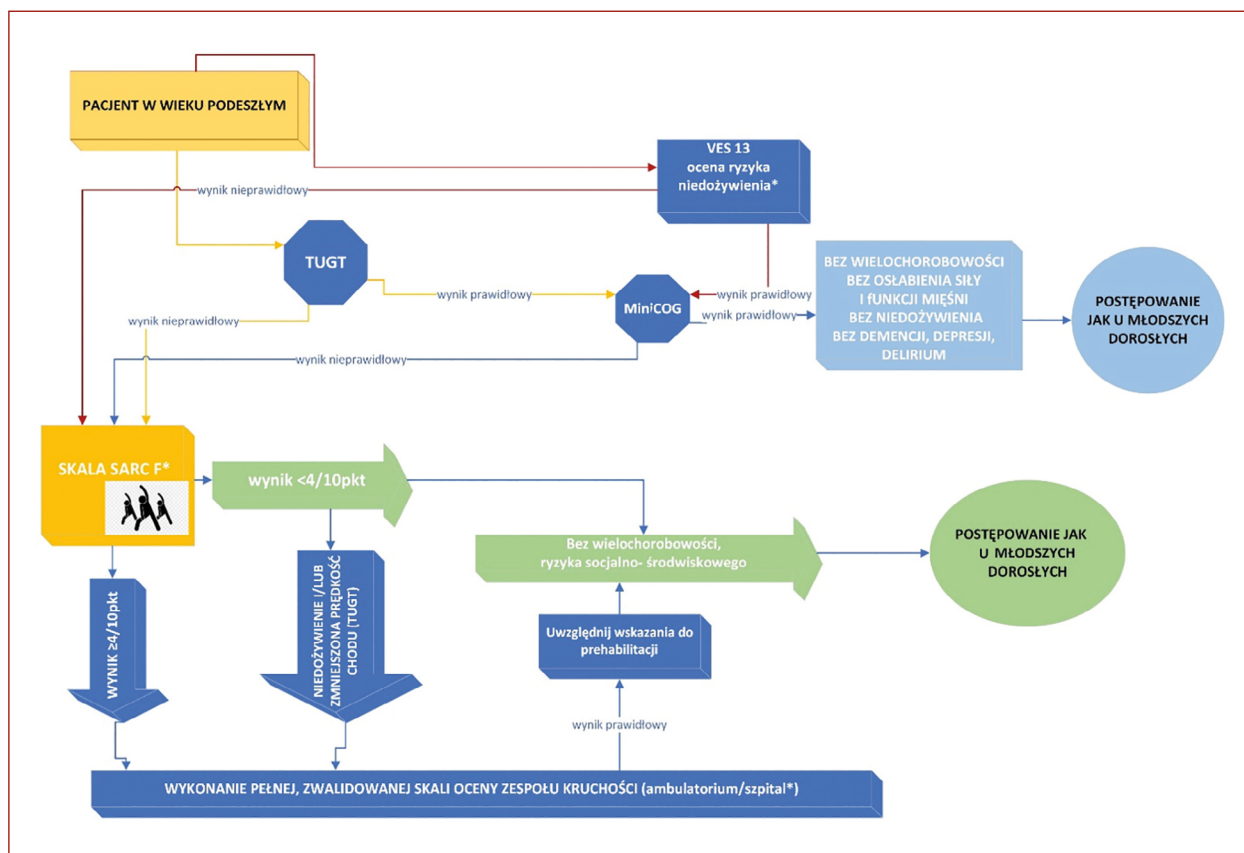 PACJENT W WIEKU PODESZŁYM
VES 13
ocena ryzyka
niedożywienia*
wynik nieprawidłowy
TUGT
wynik prawidłowy
MiniCOG
wynik prawidłowy
wynik prawidłowy
BEZ WIELOCHOROBOWOŚCI
BEZ OSŁABIENIA SIŁY
I FUNKCJI MIĘŚNI
BEZ NIEDOŻYWIENIA
BEZ DEMENCJI, DEPRESJI,
DELIRIUM
POSTĘPOWANIE
JAK U MŁODSZYCH
DOROSŁYCH
wynik nieprawidłowy
wynik nieprawidłowy
SKALA SARC F*
wynik <4/10pkt
Bez wielochorobowości,
ryzyka socjalno- środwiskowego
POSTĘPOWANIE JAK
U MŁODSZYCH
DOROSŁYCH
WYNIK ≥4/10pkt
NIEDOŻYWIENIE I/LUB
ZMNIEJSZONA PRĘDKOŚĆ
CHODU (TUGT)
Uwzględnij wskazania do
prehabilitacji
wynik prawidłowy
WYKONANIE PEŁNEJ, ZWALIDOWANEJ SKALI OCENY ZESPOŁU KRUCHOŚCI (ambulatorium/szpital*)